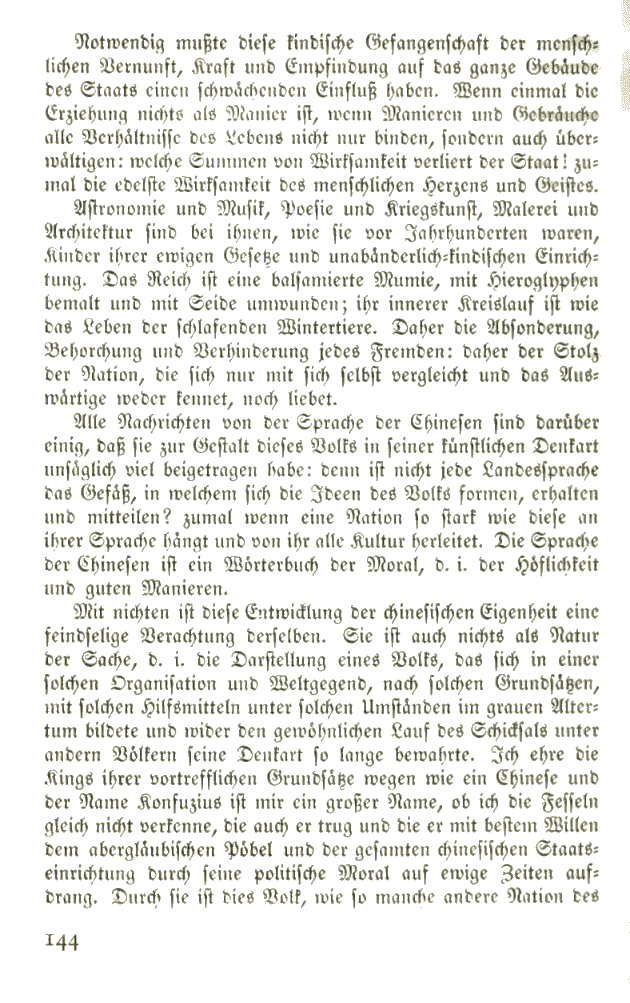 Notwendig mußte diese kindische Gefangenschaft der mensch-
lichen Vernunft, Kraft und Empfindung auf das ganze Gebäude
des Staats einen schwächenden Einfluß haben. Wenn einmal die
Erziehung nichts als Manier ist, wenn Manieren und Gebräuche
alle Verhältnisse des Lebens nicht nur binden, sondern auch über-
wältigen: welche Summen von Wirksamkeit verliert der Staat! zu-
mal die edelste Wirksamkeit des menschlichen Herzens und Geistes.
Astronomie und Musik, Poesie und Kriegskunst, Malerei und
Architektur sind bei ihnen, wie sie vor Jahrhunderten waren,
Kinder ihrer ewigen Gesetze und unabänderlich-kindischen Einrich-
tung. Das Reich ist eine balsamierte Mumie, mit Hieroglyphen
bemalt und mit Seide umwunden; ihr innerer Kreislauf ist wie
das Leben der schlafenden Wintertiere. Daher die Absonderung,
Behorchung und Verhinderung jedes Fremden: daher der Stolz
der Nation, die sich nur mit sich selbst vergleicht und das Aus-
wärtige weder kennet, noch liebet.
Alle Nachrichten von der Sprache der Chinesen sind darüber
einig, daß sie zur Gestalt dieses Volks in seiner künstlichen Denkart
unsäglich viel beigetragen habe: denn ist nicht jede Landessprache
das Gefäß, in welchem sich die Ideen des Volks formen, erhalten
und mitteilen? zumal wenn eine Nation so stark wie diese an
ihrer Sprache hängt und von ihr alle Kultur herleitet. Die Sprache
der Chinesen ist ein Wörterbuch der Moral, d. i. der Höflichkeit
und guten Manieren.
Mit nichten ist diese Entwicklung der chinesischen Eigenheit eine
feindselige Verachtung derselben. Sie ist auch nichts als Natur
der Sache, d. i. die Darstellung eines Volks, das sich in einer
solchen Organisation und Weltgegend, nach solchen Grundsätzen,
mit solchen Hilfsmitteln unter solchen Umständen im grauen Alter-
tum bildete und wider den gewöhnlichen Lauf des Schicksals unter
andern Völkern seine Denkart so lange bewahrte. Ich ehre die
Kings ihrer vortrefflichen Grundsätze wegen wie ein Chinese und
der Name Konfuzius ist mir ein großer Name, ob ich die Fesseln
gleich nicht verkenne, die auch er trug und die er mit bestem Willen
dem abergläubischen Pöbel und der gesamten chinesischen Staats-
einrichtung durch seine politische Moral auf ewige Zeiten auf-
drang. Durch sie ist dies Volk, wie so manche andere Nation des
144